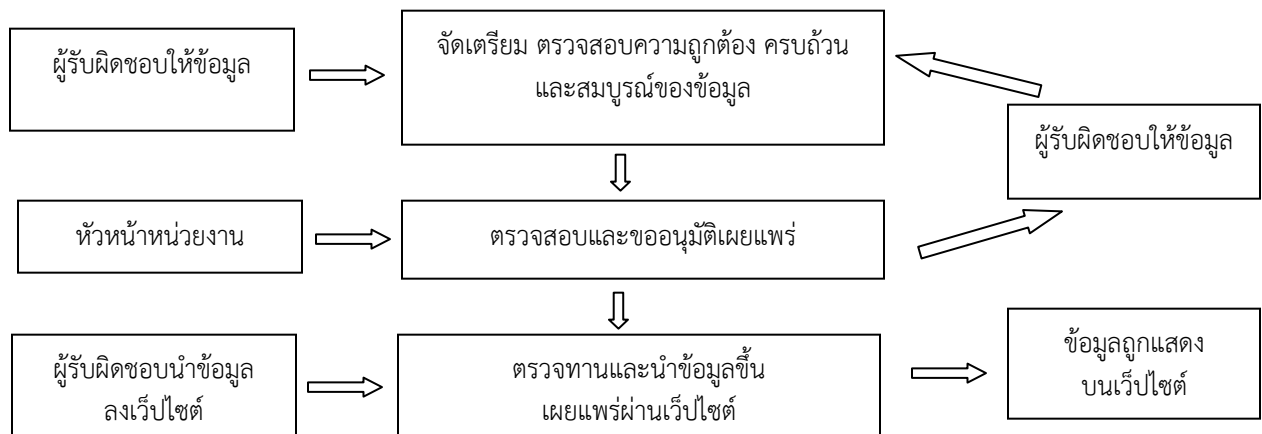 ผู้รับผิดชอบให้ข้อมูล
จัดเตรียม ตรวจสอบความถูกต้อง ครบถ้วน
และสมบูรณ์ของข้อมูล
ผู้รับผิดชอบให้ข้อมูล
หัวหน้าหน่วยงาน
ตรวจสอบและขออนุมัติเผยแพร่
ผู้รับผิดชอบนำข้อมูล
ลงเว็ปไซต์
ตรวจทานและนำข้อมูลขึ้น
เผยแพร่ผ่านเว็ปไซต์
ข้อมูลถูกแสดง
บนเว็ปไซต์